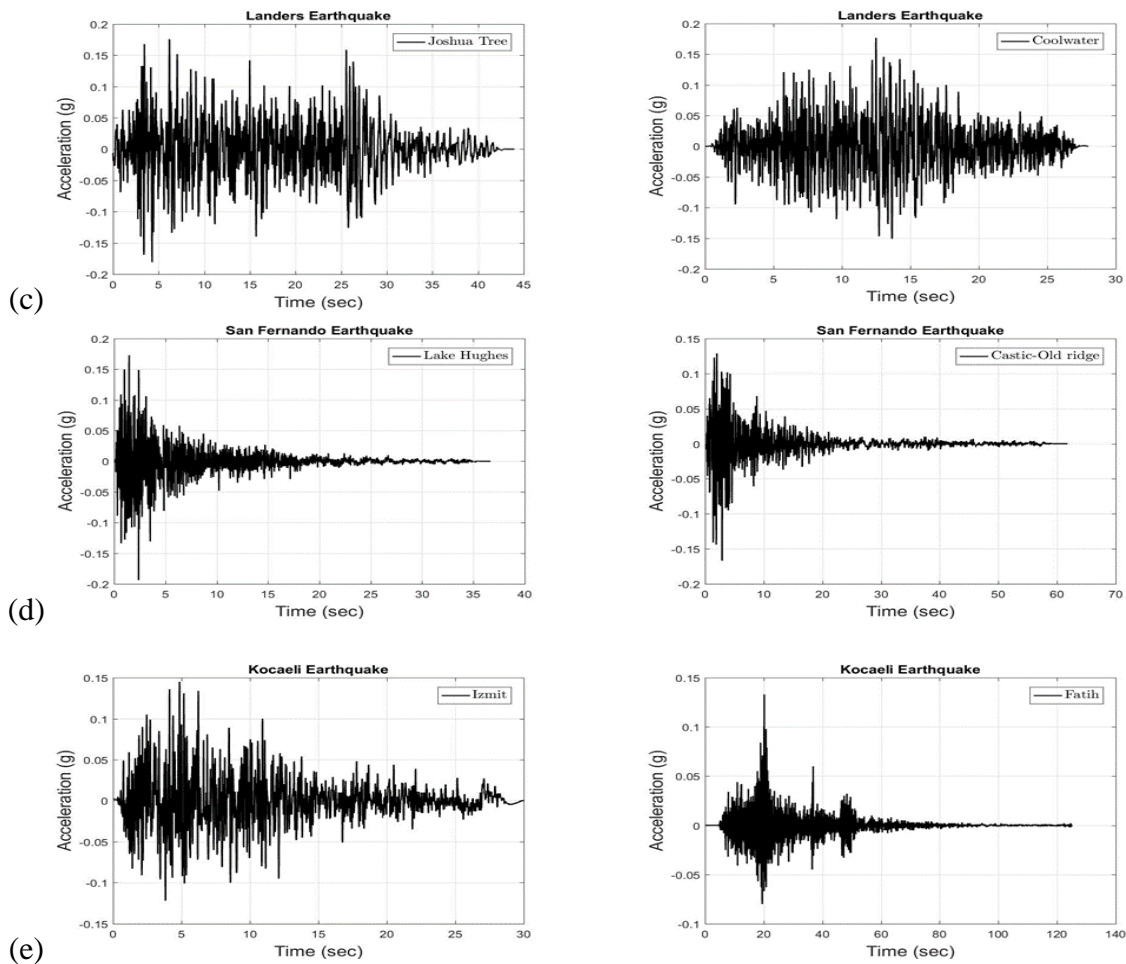 Landers Earthquake
Joshua Tree
0.2
0.15
0.1
0.05
0
-0.05
-0.1
-0.15
-0.2
Acceleration (g)
0 5 10 15 20 25 30 35 40 45
Time (sec)
Landers Earthquake
Coolwater
0.2
0.15
0.1
0.05
0
-0.05
-0.1
-0.15
-0.2
Acceleration (g)
0 5 10 15 20 25 30
Time (sec)
(c)
San Fernando Earthquake
Lake Hughes
0.2
0.15
0.1
0.05
0
-0.05
-0.1
-0.15
-0.2
Acceleration (g)
0 5 10 15 20 25 30 35 40
Time (sec)
San Fernando Earthquake
Castic-Old ridge
0.15
0.1
0.05
0
-0.05
-0.1
-0.15
-0.2
Acceleration (g)
0 10 20 30 40 50 60 70
Time (sec)
(d)
Kocaeli Earthquake
Izmit
0.15
0.1
0.05
0
-0.05
-0.1
-0.15
Acceleration (g)
0 5 10 15 20 25 30
Time (sec)
Kocaeli Earthquake
Fatih
0.15
0.1
0.05
0
-0.05
-0.1
Acceleration (g)
0 20 40 60 80 100 120 140
Time (sec)
(e)